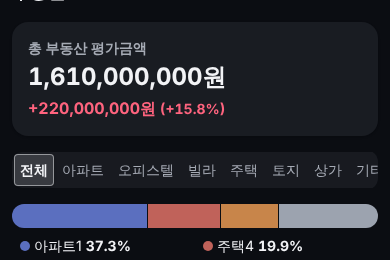 총 부동산 평가금액
1,610,000,000원
+220,000,000원 (+15.8%)
전체 아파트 오피스텔 빌라 주택 토지 상가
아파트1 37.3% 주택4 19.9%